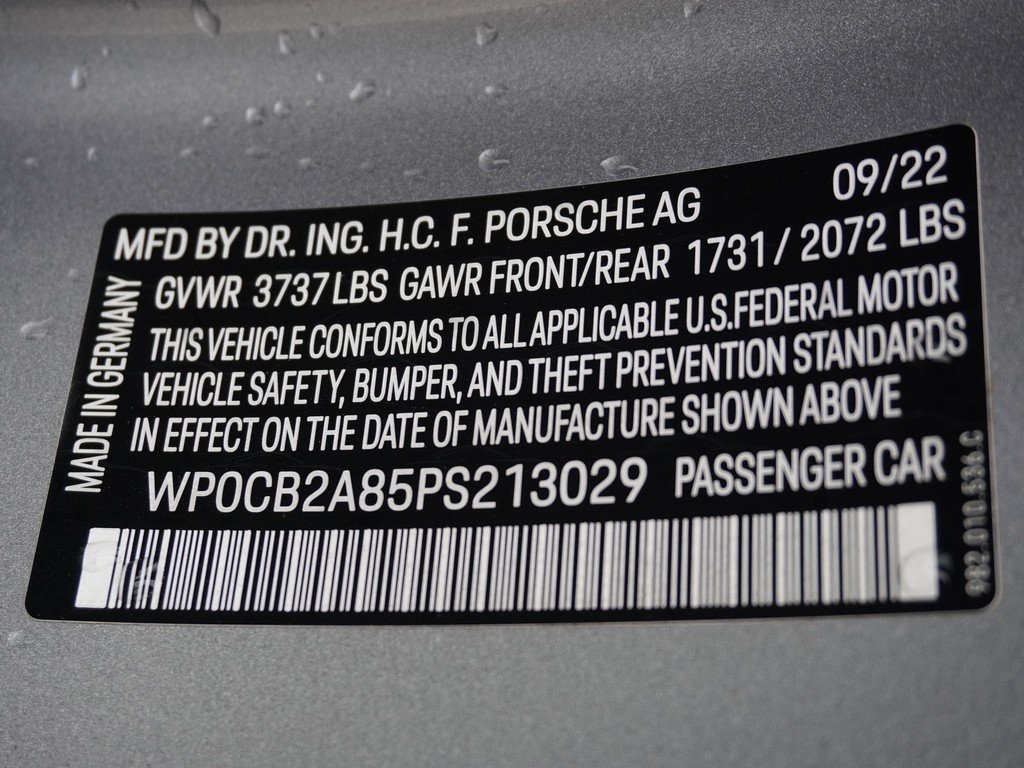 09/22
MFD BY DR. ING. H.C. F. PORSCHE AG
GVWR 3737 LBS GAWR FRONT/REAR 1731 / 2072 LBS
THIS VEHICLE CONFORMS TO ALL APPLICABLE U.S.FEDERAL MOTOR
VEHICLE SAFETY, BUMPER, AND THEFT PREVENTION STANDARDS
IN EFFECT ON THE DATE OF MANUFACTURE SHOWN ABOVE
WP0CB2A85PS213029 PASSENGER CAR
MADE IN GERMANY
982.010.536.C